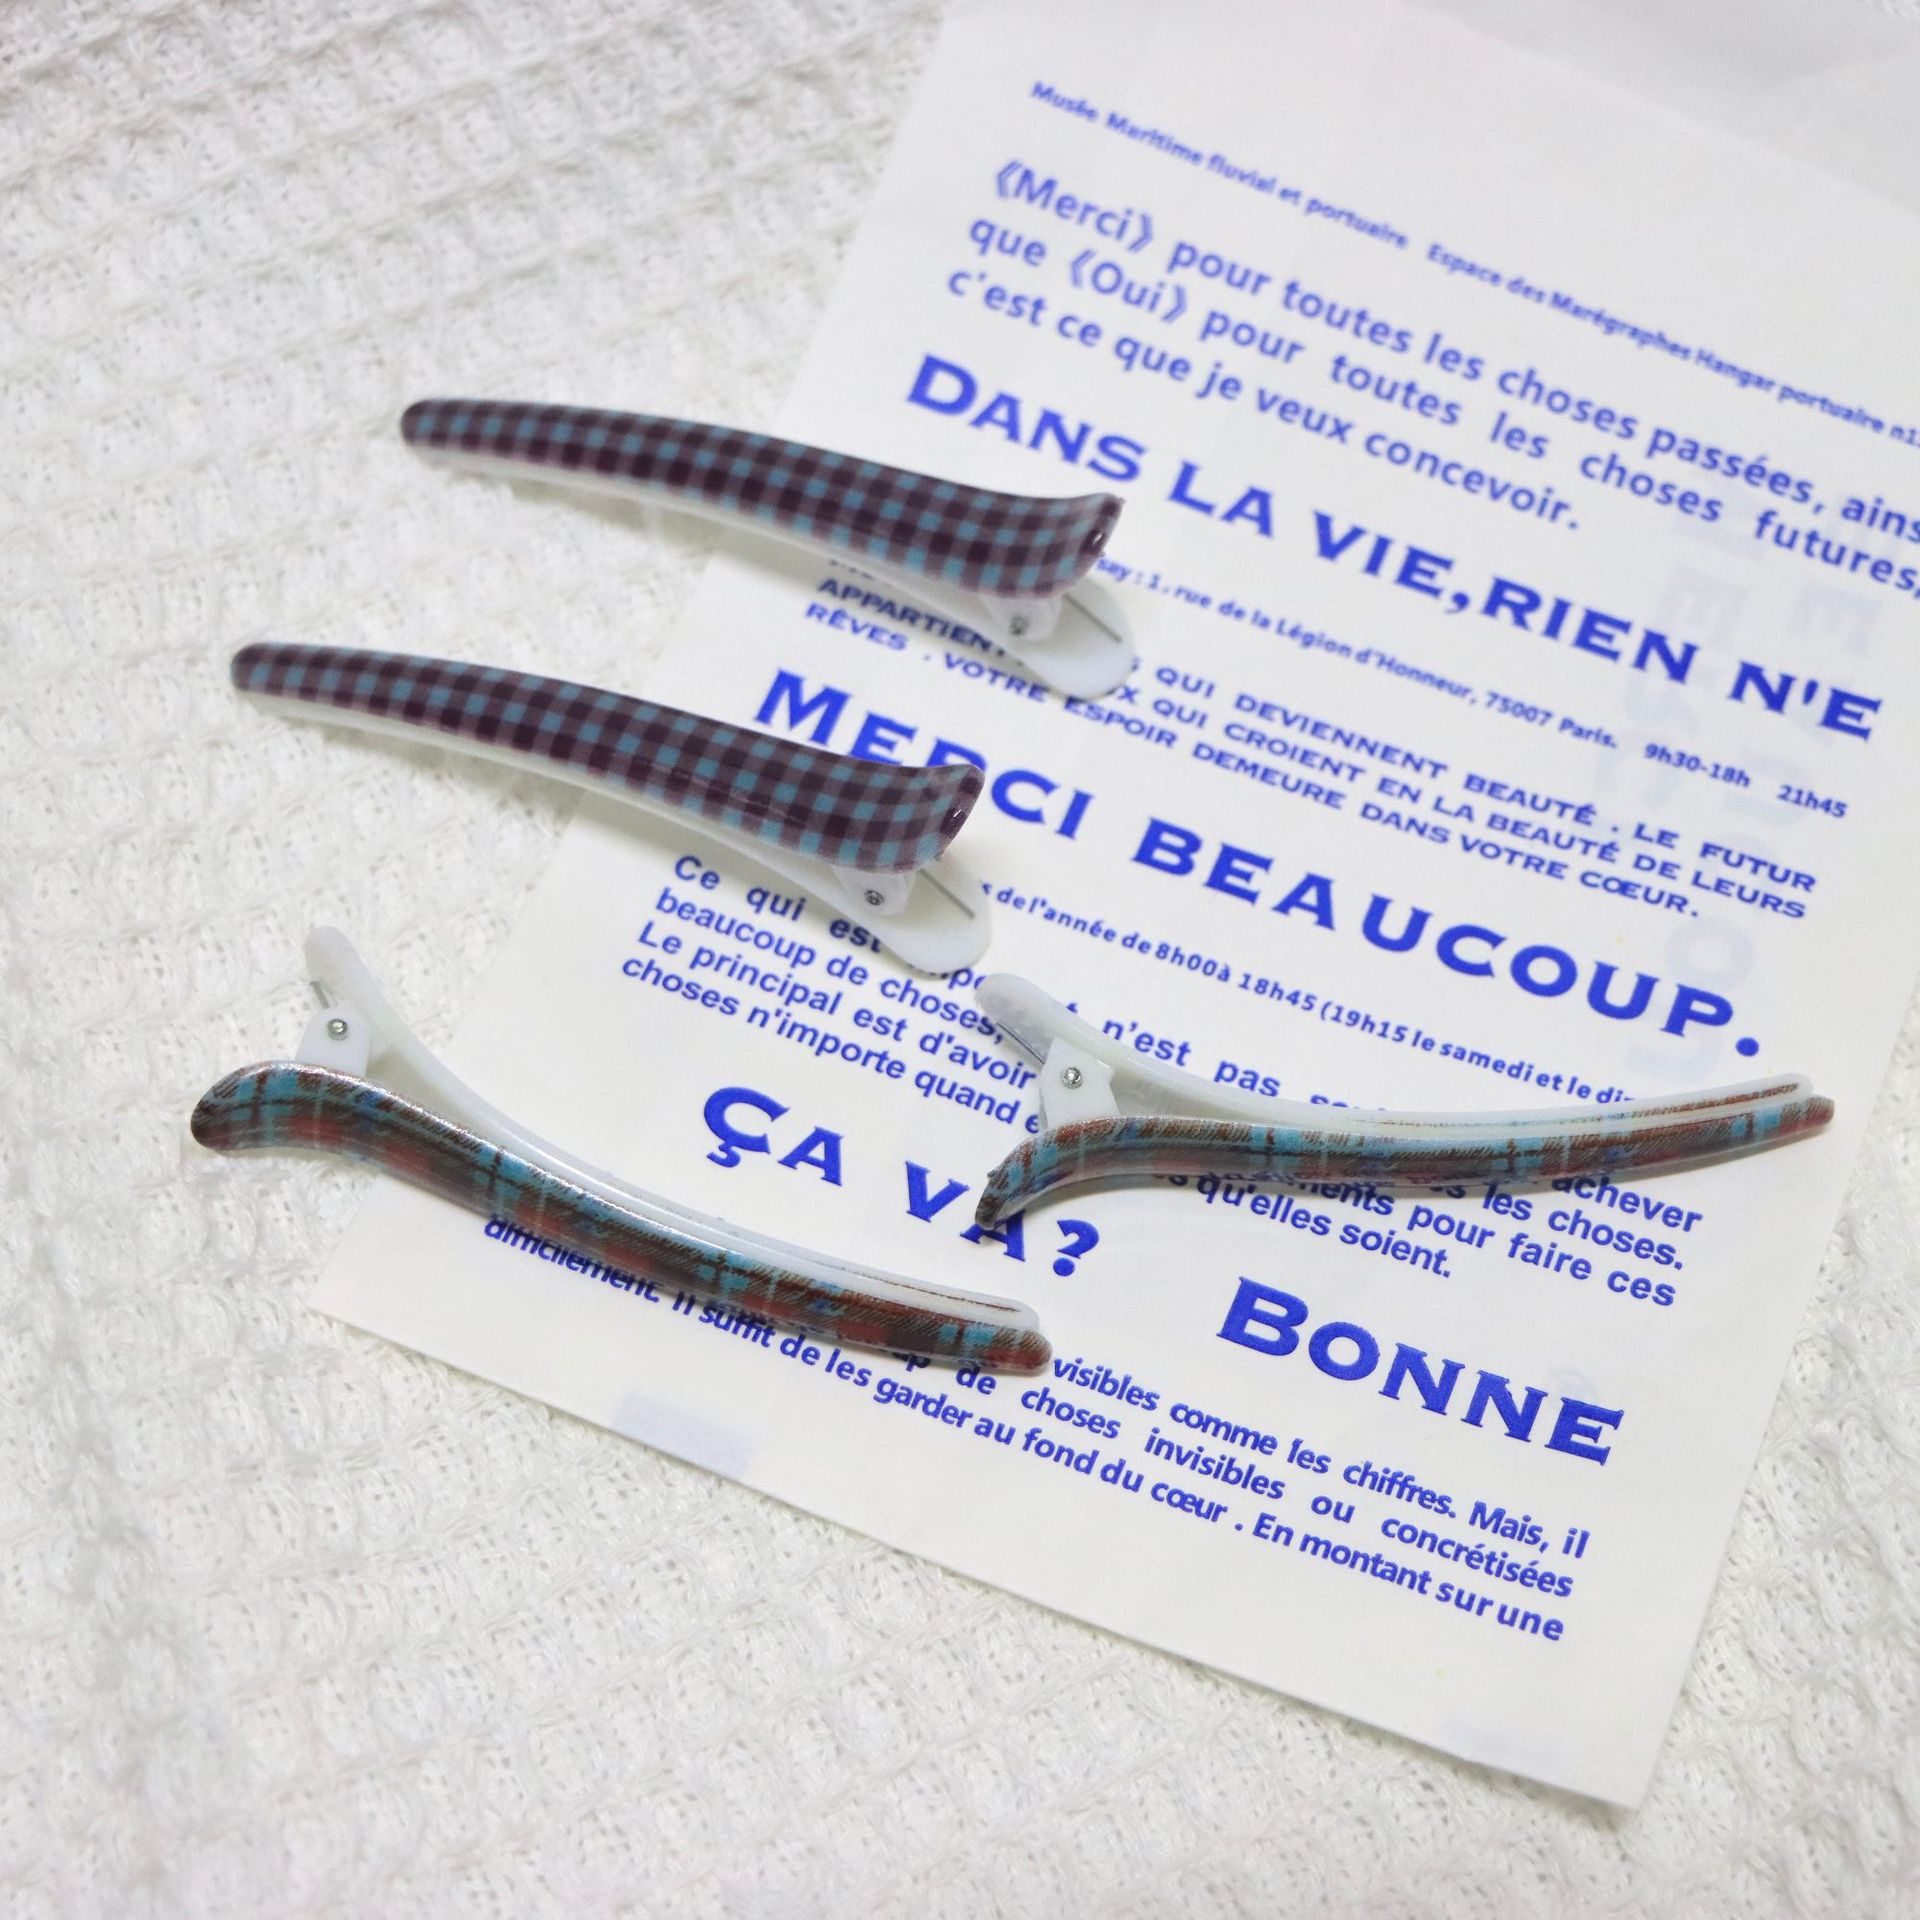 Musée Maritime fluvial et portuaire Espace des Marégraphes Hangar portuaire
《Merci》 pour toutes les choses passées, ains
que 《Oui》 pour toutes les choses futures,
c'est ce que je veux concevoir.
DANS LA VIE, RIEN N'E
say : 1, rue de la Légion d'Honneur, 75007 Paris. 9h30-18h 21h45
QUI DEVIENNENT BEAUTÉ . LE FUTUR
APPARTIENT QUI CROIENT EN LA BEAUTÉ DE LEURS
RÊVES . VOTRE ESPOIR DEMEURE DANS VOTRE CŒUR.
MERCI BEAUCOUP.
de l'année de 8h00à 18h45 (19h15 le samedi et le
Ce qui est n'est pas achever
beaucoup de choses, les choses.
Le principal est d'avoir pour faire ces
choses n'importe quand qu'elles soient.
ÇA VA? BONNE
visibles comme les chiffres. Mais, il
de choses invisibles ou concrétisées
difficilement. Il suffit de les garder au fond du cœur . En montant sur une